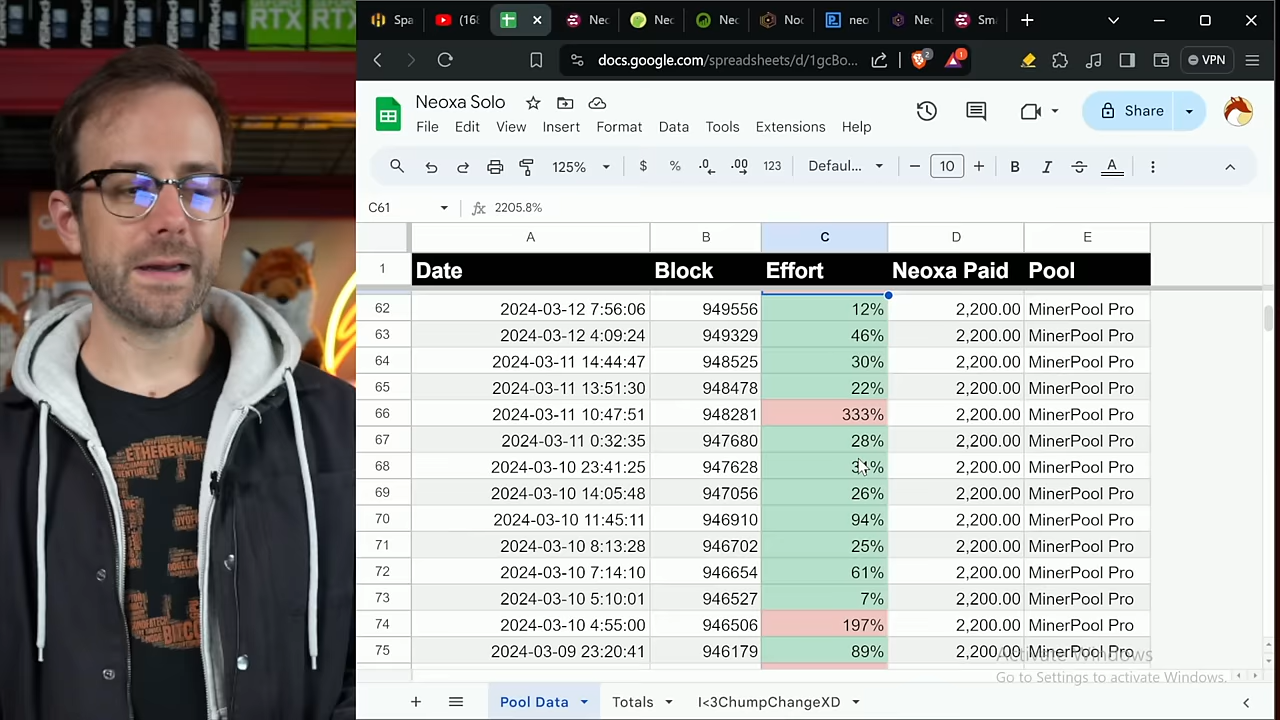 Spa
(16
Nec
Nec
Nec
Noc
neo
Nec
Sma
docs.google.com/spreadsheets/d/1gcBo...
2
1
VPN
Neoxa Solo
File Edit View Insert Format Data Tools Extensions Help
Share
125% $ % .0 .00 123 Defaul... 10 B I S A
C61 fx 2205.8%
A B C D E
1 Date Block Effort Neoxa Paid Pool
62 2024-03-12 7:56:06 949556 12% 2,200.00 MinerPool Pro
63 2024-03-12 4:09:24 949329 46% 2,200.00 MinerPool Pro
64 2024-03-11 14:44:47 948525 30% 2,200.00 MinerPool Pro
65 2024-03-11 13:51:30 948478 22% 2,200.00 MinerPool Pro
66 2024-03-11 10:47:51 948281 333% 2,200.00 MinerPool Pro
67 2024-03-11 0:32:35 947680 28% 2,200.00 MinerPool Pro
68 2024-03-10 23:41:25 947628 2,200.00 MinerPool Pro
69 2024-03-10 14:05:48 947056 26% 2,200.00 MinerPool Pro
70 2024-03-10 11:45:11 946910 94% 2,200.00 MinerPool Pro
71 2024-03-10 8:13:28 946702 25% 2,200.00 MinerPool Pro
72 2024-03-10 7:14:10 946654 61% 2,200.00 MinerPool Pro
73 2024-03-10 5:10:01 946527 7% 2,200.00 MinerPool Pro
74 2024-03-10 4:55:00 946506 197% 2,200.00 MinerPool Pro
75 2024-03-09 23:20:41 946179 89% 2,200.00 MinerPool Pro
Activate Windows
Go to Settings to activate Windows.
Pool Data Totals I<3ChumpChangeXD
RTX
ETHEREUM
BITCO